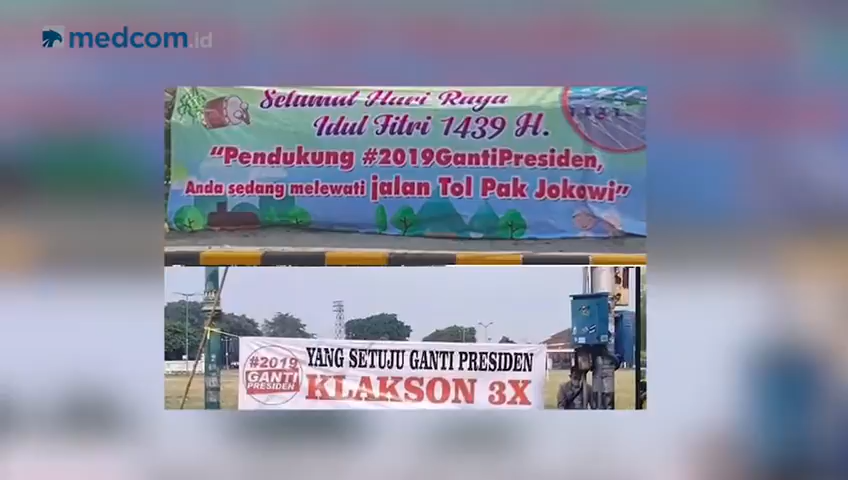 medcom.id
Selamat Hari Raya
Idul Fitri 1439 H.
"Pendukung #2019GantiPresiden,
Anda sedang melewati jalan Tol Pak Jokowi"
#2019
GANTI
PRESIDEN
YANG SETUJU GANTI PRESIDEN
KLAKSON 3X